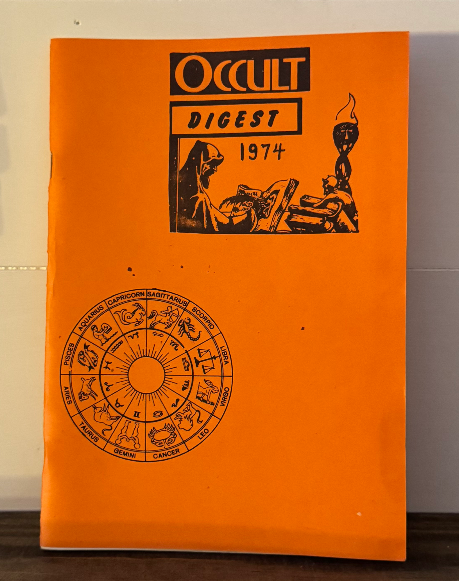 OCCULT
DIGEST
1974
CAPRICORN
SAGITTARIUS
SCORPIO
LIBRA
VIRGO
LEO
CANCER
GEMINI
TAURUS
ARIES
PISCES
AQUARIUS